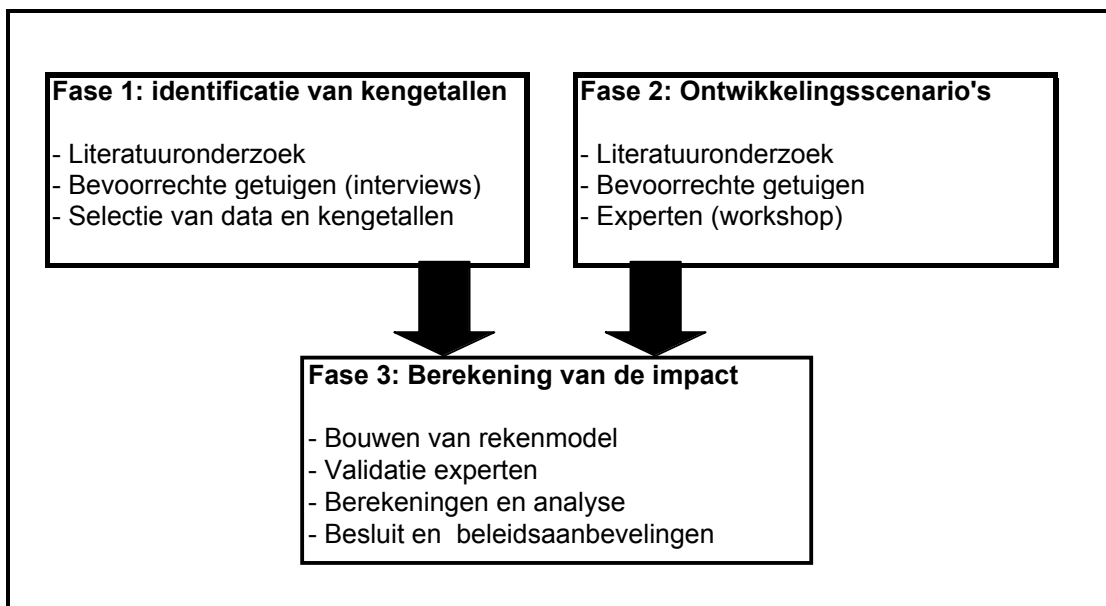 Fase 1: identificatie van kengetallen
- Literatuuronderzoek
- Bevoorrechte getuigen (interviews)
- Selectie van data en kengetallen
Fase 2: Ontwikkelingsscenario's
- Literatuuronderzoek
- Bevoorrechte getuigen
- Experten (workshop)
Fase 3: Berekening van de impact
- Bouwen van rekenmodel
- Validatie experten
- Berekeningen en analyse
- Besluit en  beleidsaanbevelingen